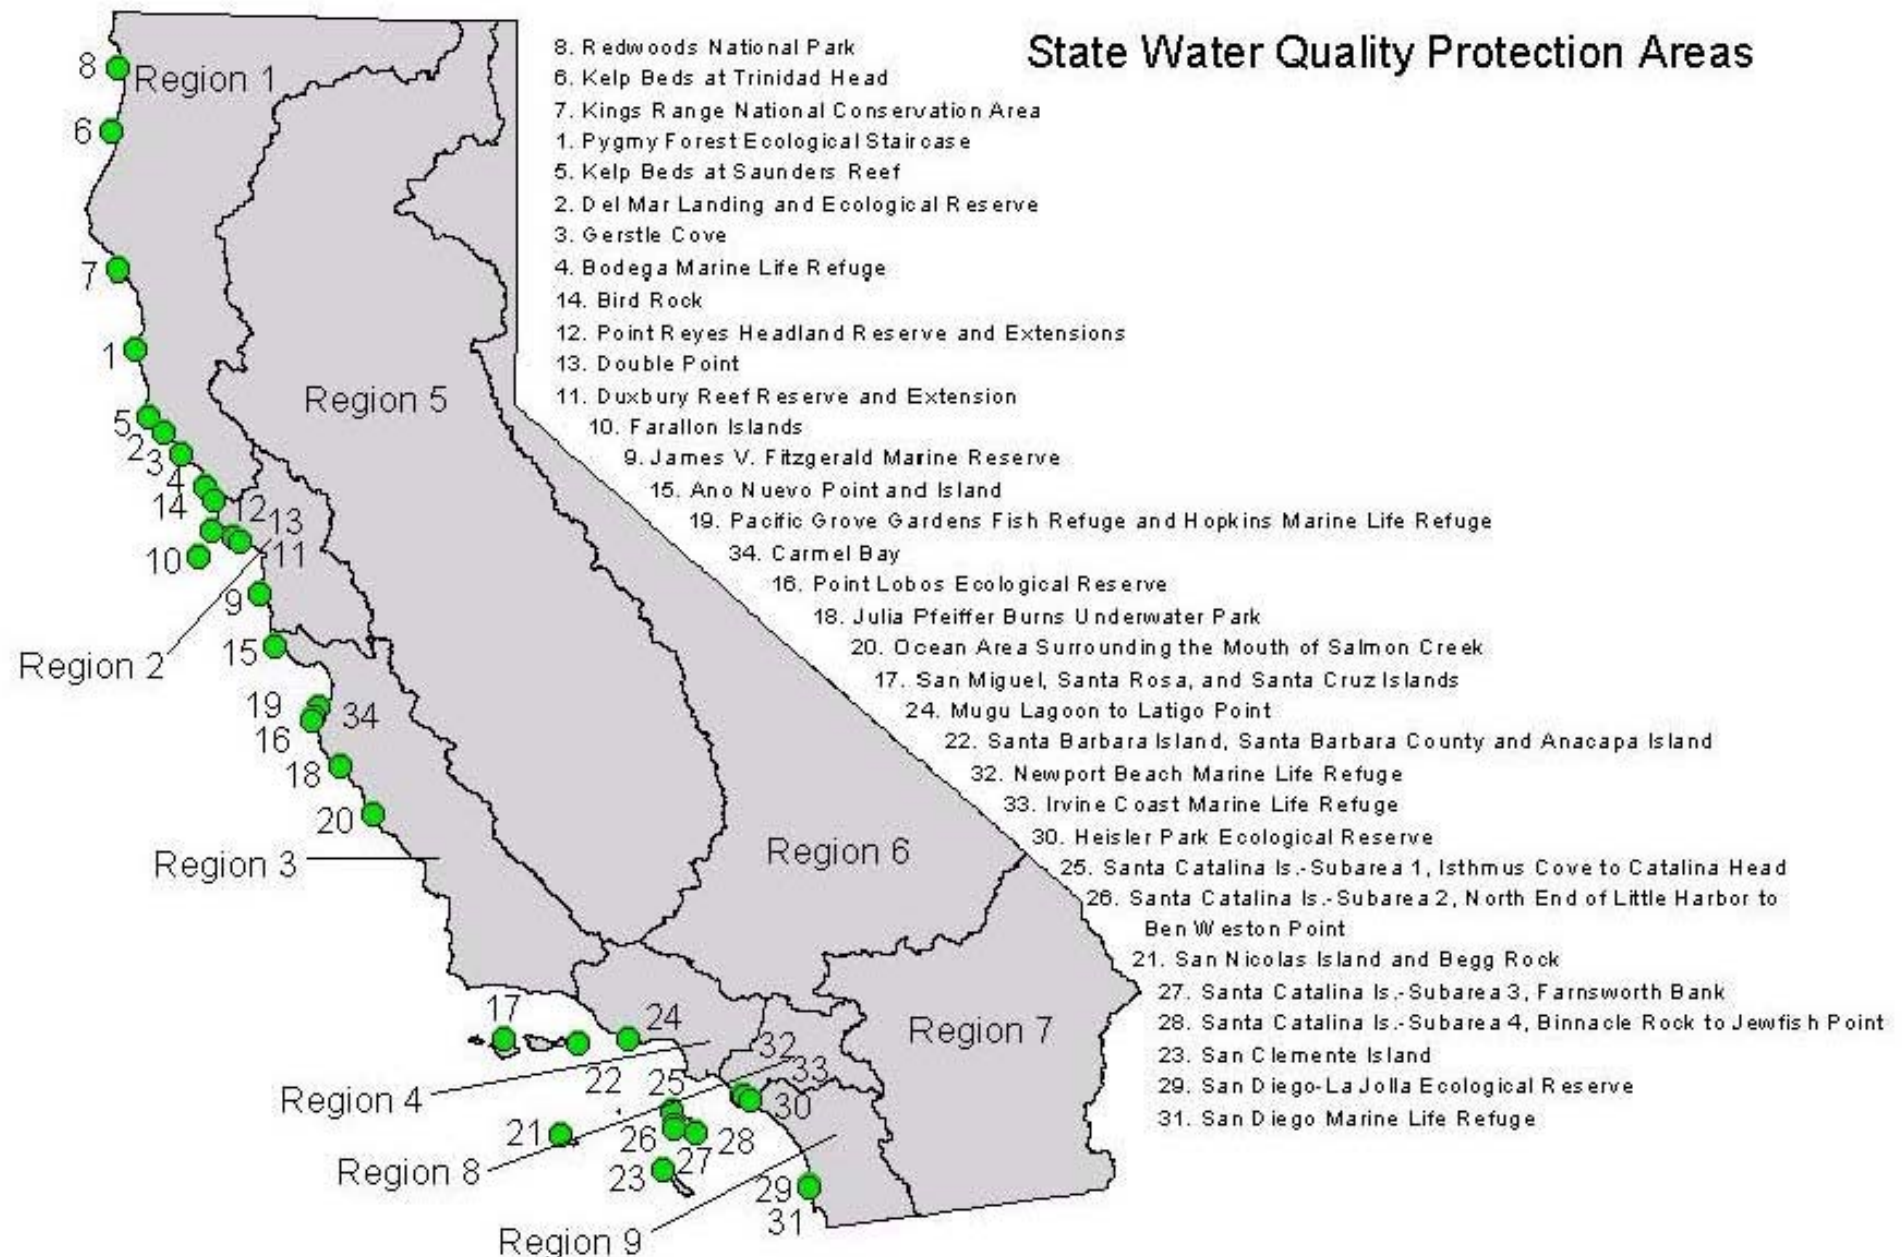 State Water Quality Protection Areas
8. Redwoods National Park
6. Kelp Beds at Trinidad Head
7. Kings Range National Conservation Area
1. Pygmy Forest Ecological Staircase
5. Kelp Beds at Saunders Reef
2. Del Mar Landing and Ecological Reserve
3. Gerstle Cove
4. Bodega Marine Life Refuge
14. Bird Rock
12. Point Reyes Headland Reserve and Extensions
13. Double Point
11. Duxbury Reef Reserve and Extension
10. Farallon Islands
9. James V. Fitzgerald Marine Reserve
15. Ano Nuevo Point and Island
19. Pacific Grove Gardens Fish Refuge and Hopkins Marine Life Refuge
34. Carmel Bay
16. Point Lobos Ecological Reserve
18. Julia Pfeiffer Burns Underwater Park
20. Ocean Area Surrounding the Mouth of Salmon Creek
17. San Miguel, Santa Rosa, and Santa Cruz Islands
24. Mugu Lagoon to Latigo Point
22. Santa Barbara Island, Santa Barbara County and Anacapa Island
32. Newport Beach Marine Life Refuge
33. Irvine Coast Marine Life Refuge
30. Heisler Park Ecological Reserve
25. Santa Catalina Is.-Subarea 1, Isthmus Cove to Catalina Head
26. Santa Catalina Is.-Subarea 2, North End of Little Harbor to
Ben Weston Point
21. San Nicolas Island and Begg Rock
27. Santa Catalina Is.-Subarea 3, Farnsworth Bank
28. Santa Catalina Is.-Subarea 4, Binnacle Rock to Jewfish Point
23. San Clemente Island
29. San Diego-La Jolla Ecological Reserve
31. San Diego Marine Life Refuge
8
Region 1
6
7
1
Region 5
5
2
3
4
14
12
13
10
11
9
15
Region 2
19
34
16
18
20
Region 3
Region 6
17
24
Region 7
32
33
22
25
Region 4
30
21
26
28
27
Region 8
23
29
31
Region 9